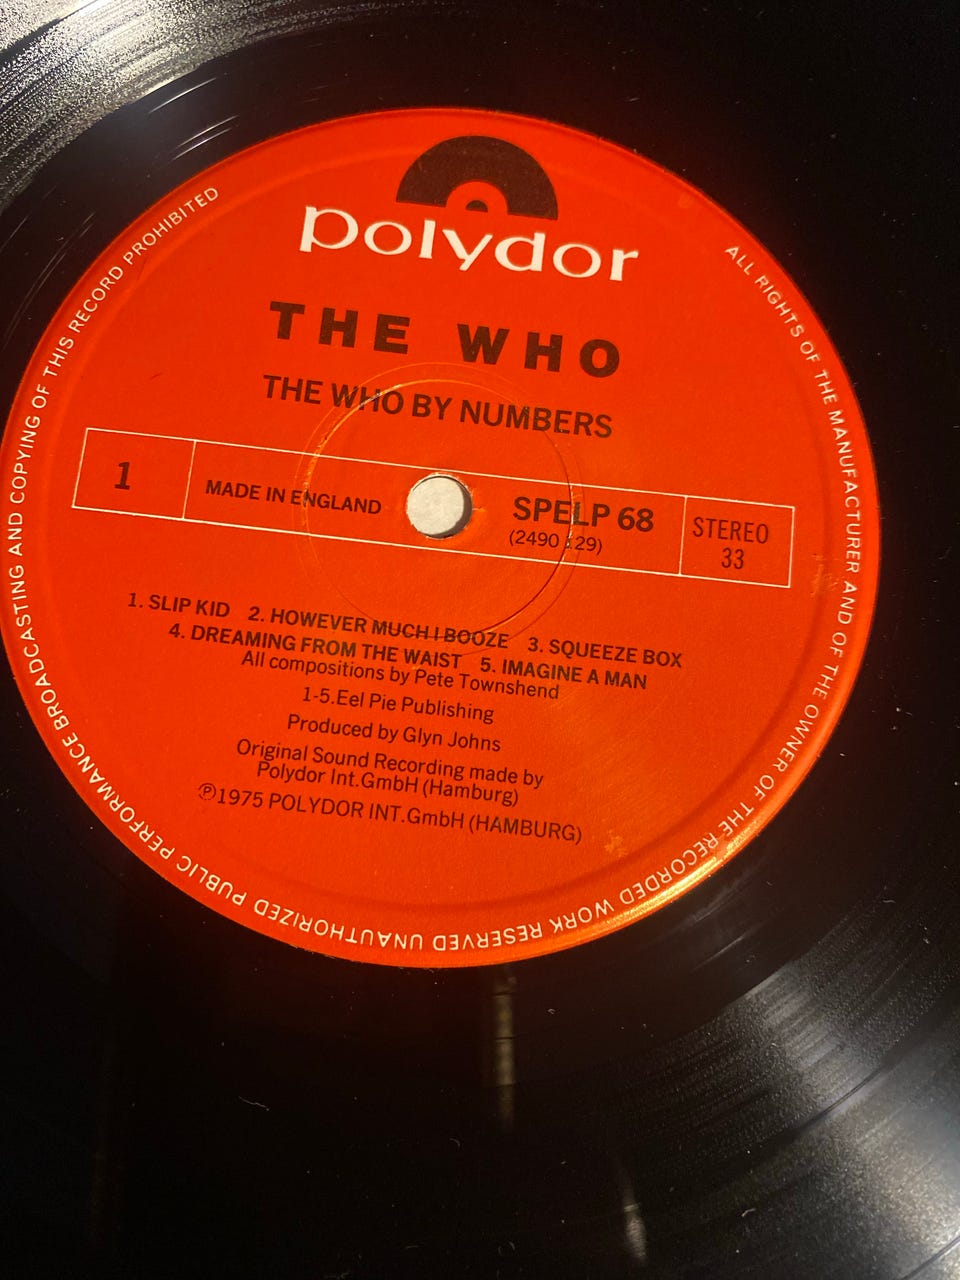 polydor
THE WHO
THE WHO BY NUMBERS
1
MADE IN ENGLAND
SPELP 68
(2490 129)
STEREO
33
1. SLIP KID 2. HOWEVER MUCH I BOOZE 3. SQUEEZE BOX
4. DREAMING FROM THE WAIST 5. IMAGINE A MAN
All compositions by Pete Townshend
1-5.Eel Pie Publishing
Produced by Glyn Johns
Original Sound Recording made by
Polydor Int.GmbH (Hamburg)
℗1975 POLYDOR INT.GmbH (HAMBURG)
ALL RIGHTS OF THE MANUFACTURER AND OF THE OWNER OF THE RECORDED WORK RESERVED UNAUTHORIZED PUBLIC PERFORMANCE BROADCASTING AND COPYING OF THIS RECORD PROHIBITED